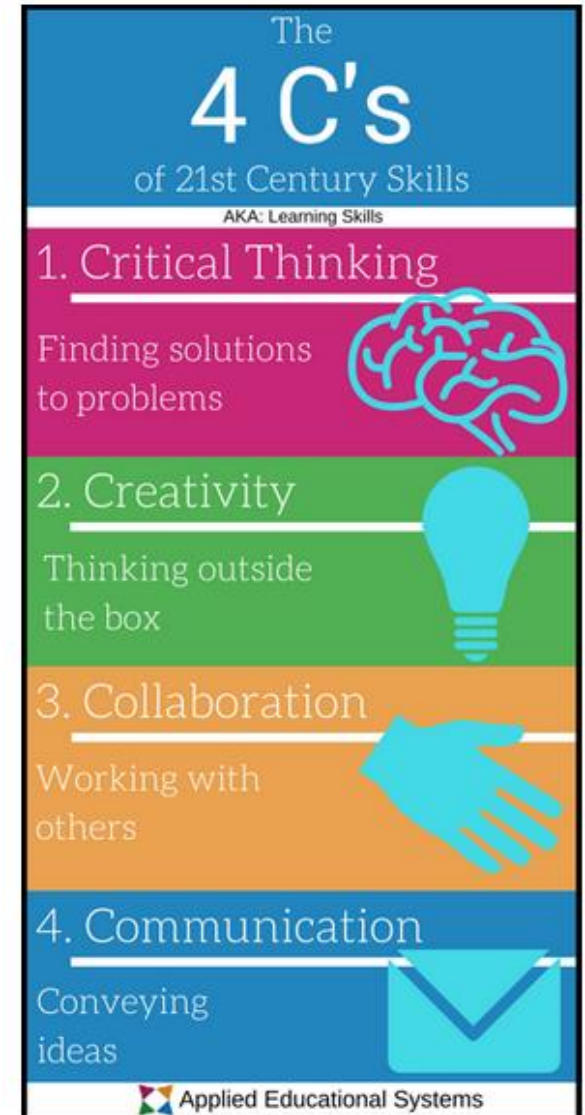 The
4 C's
of 21st Century Skills
AKA: Learning Skills
1. Critical Thinking
Finding solutions
to problems
2. Creativity
Thinking outside
the box
3. Collaboration
Working with
others
4. Communication
Conveying
ideas
Applied Educational Systems